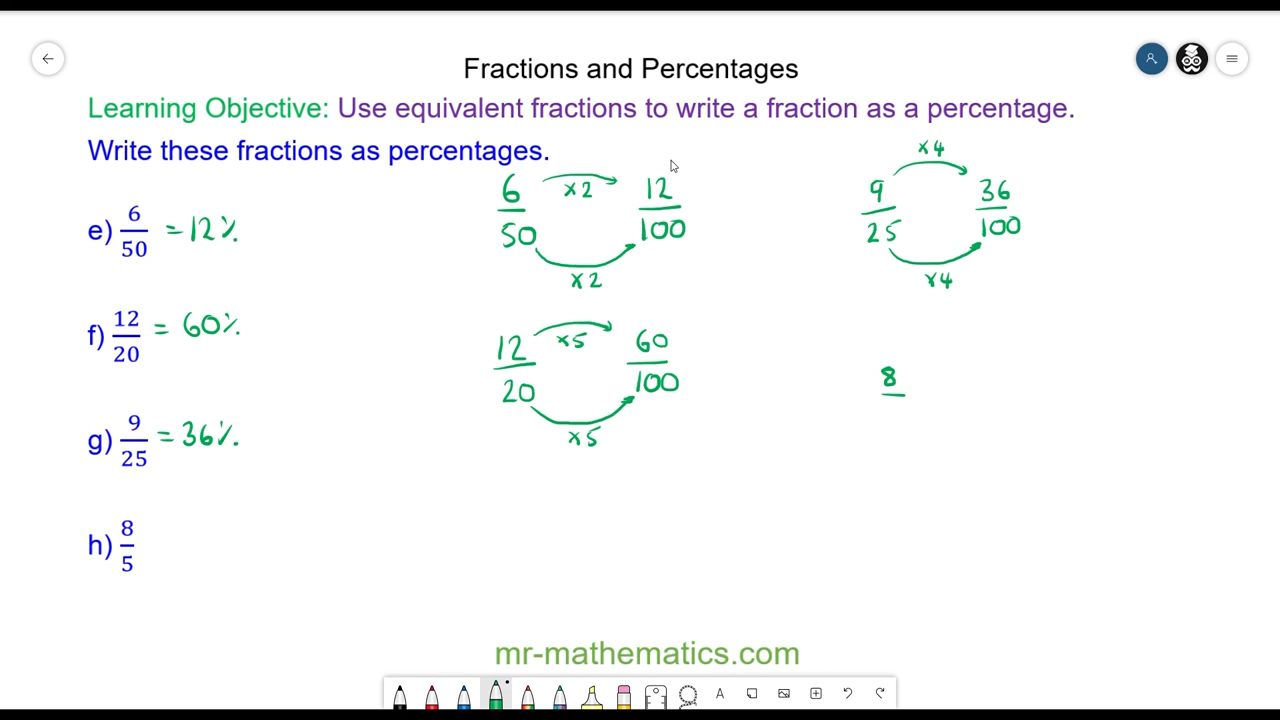 Fractions and Percentages
Learning Objective: Use equivalent fractions to write a fraction as a percentage.
Write these fractions as percentages.
e) 6/50 = 12%
f) 12/20 = 60%
g) 9/25 = 36%
h) 8/5
×2
6/50 12/100
×2
×5
12/20 60/100
×5
×4
9/25 36/100
×4
8
mr-mathematics.com
A